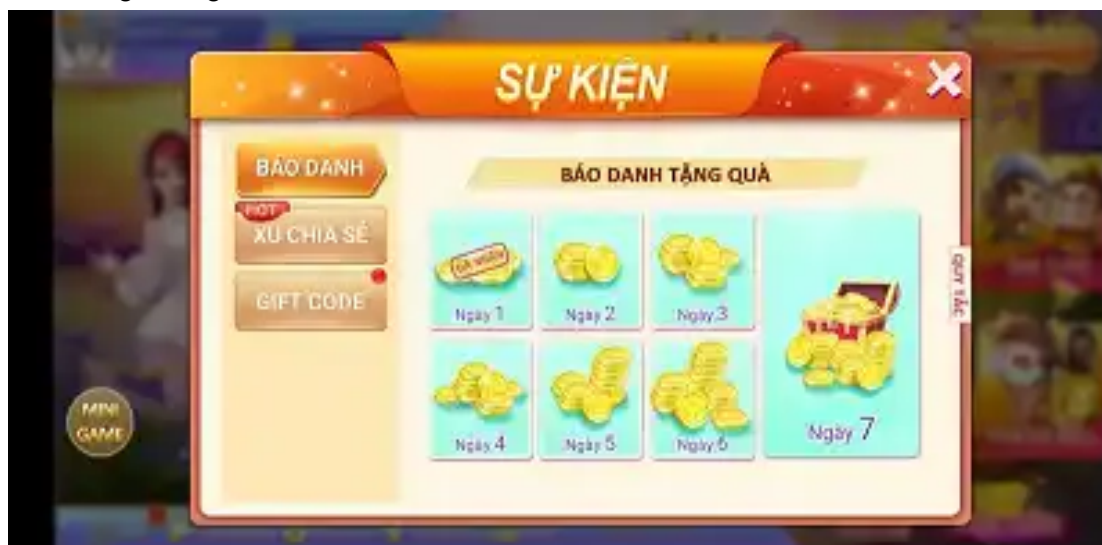 SỰ KIỆN
BÁO DANH
BÁO DANH TẶNG QUÀ
HOT
XU CHIA SẺ
GIFT CODE
Ngày 1
Ngày 2
Ngày 3
QUY TẮC
Ngày 4
Ngày 5
Ngày 6
Ngày 7
MINI
GAME